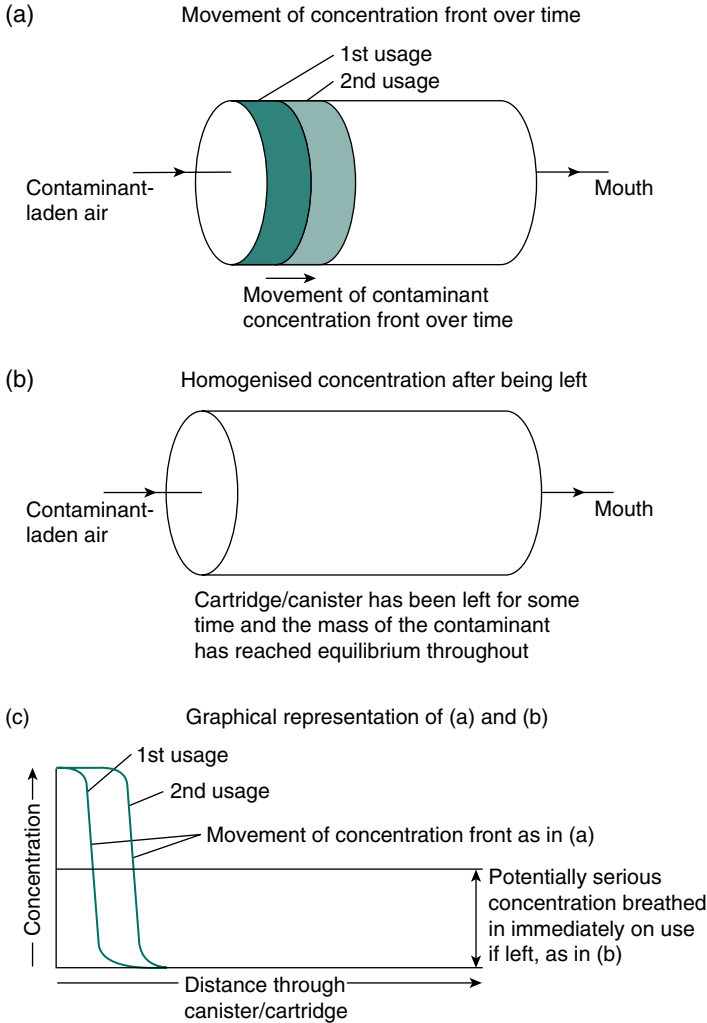 (a)
Movement of concentration front over time
1st usage
2nd usage
Contaminant-
laden air
Mouth
Movement of contaminant
concentration front over time
(b)
Homogenised concentration after being left
Contaminant-
laden air
Mouth
Cartridge/canister has been left for some
time and the mass of the contaminant
has reached equilibrium throughout
(c)
Graphical representation of (a) and (b)
1st usage
2nd usage
Movement of concentration front as in (a)
Concentration
Potentially serious
concentration breathed
in immediately on use
if left, as in (b)
Distance through
canister/cartridge